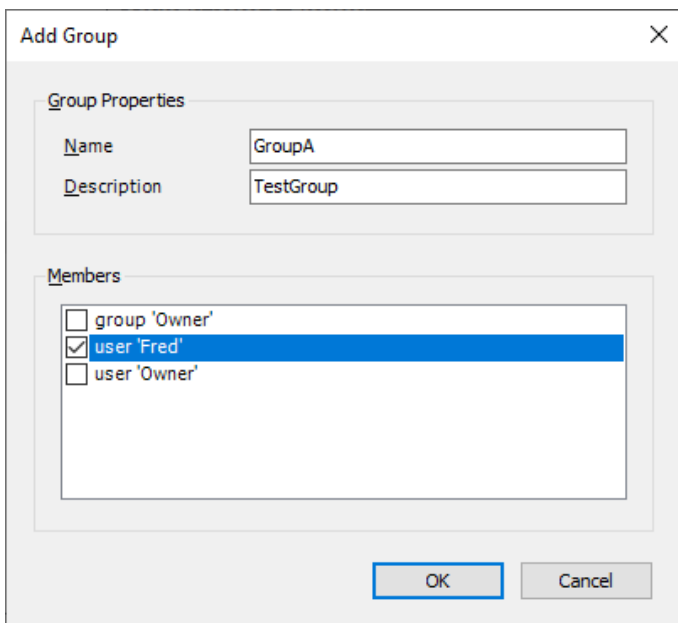 Add Group
Group Properties
Name GroupA
Description TestGroup
Members
group 'Owner'
user 'Fred'
user 'Owner'
OK Cancel